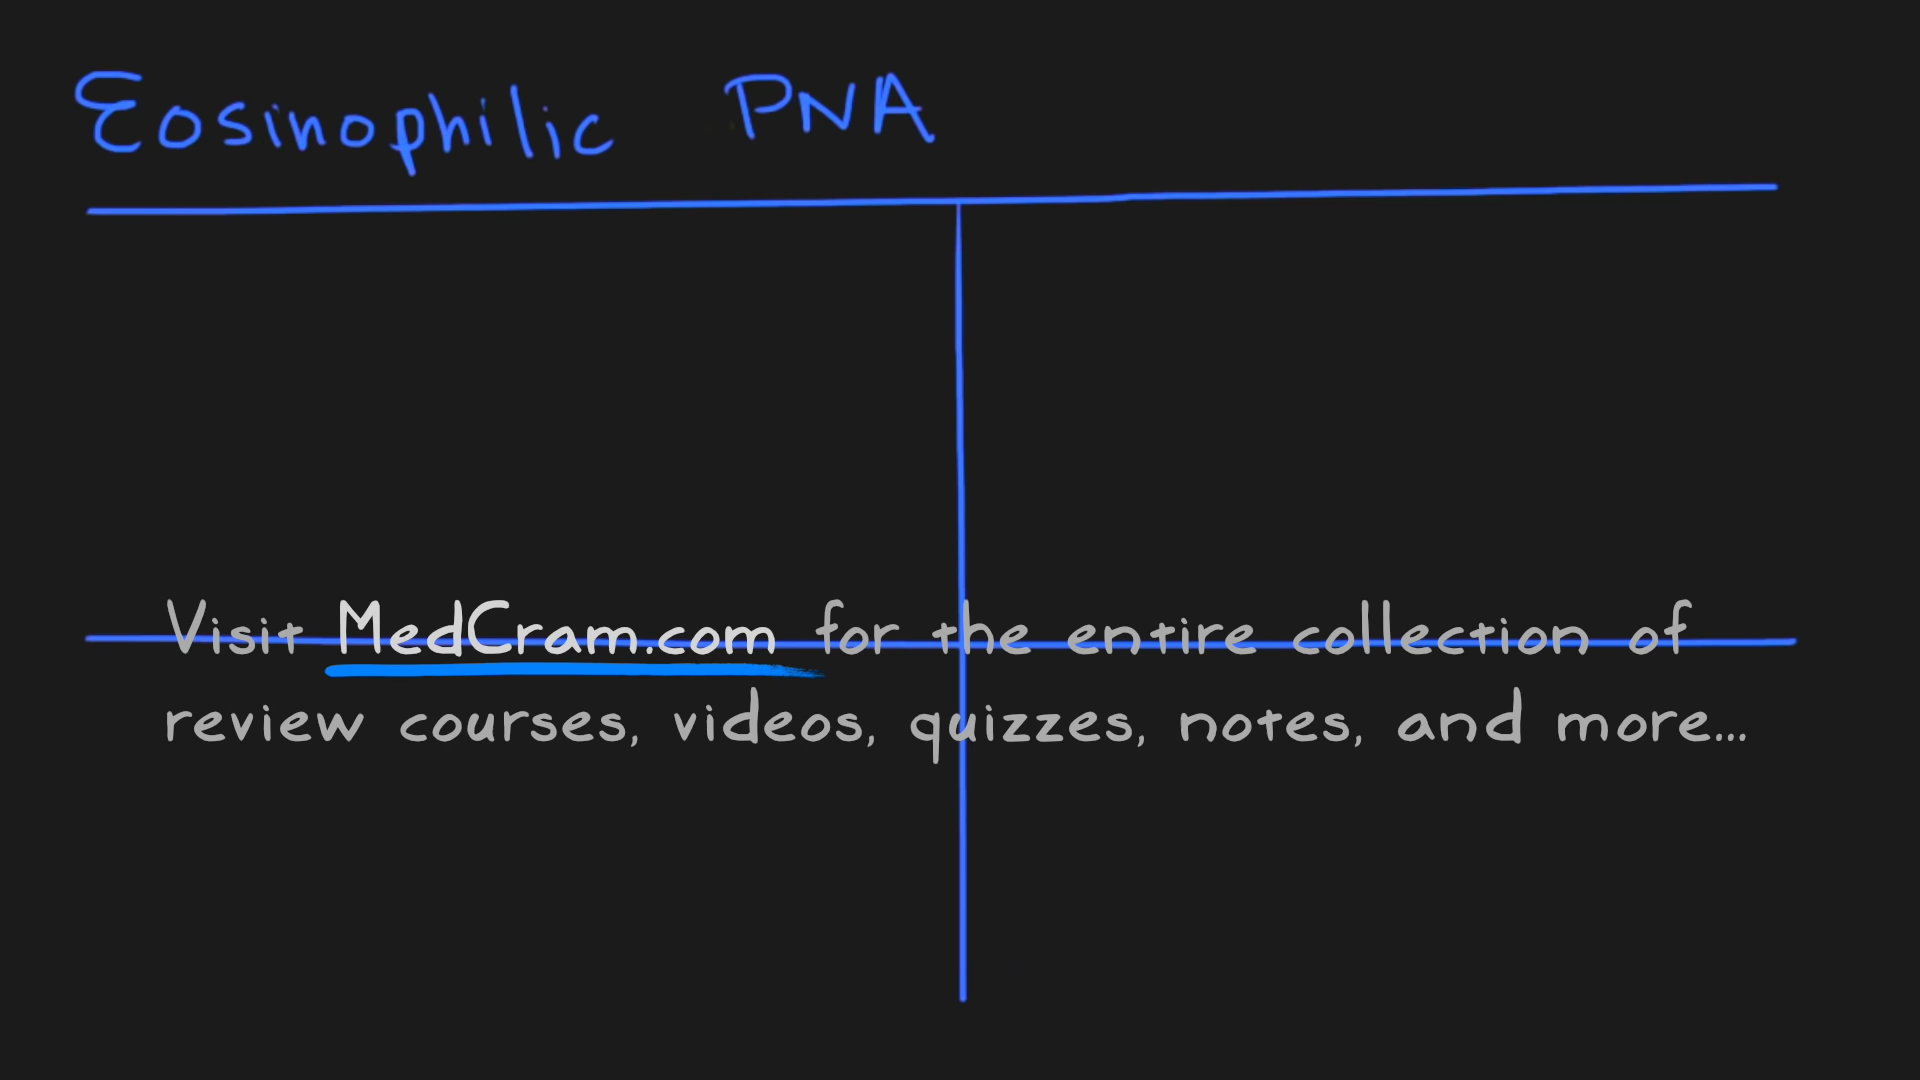 Eosinophilic PNA
Visit MedCram.com for the entire collection of
review courses, videos, quizzes, notes, and more...